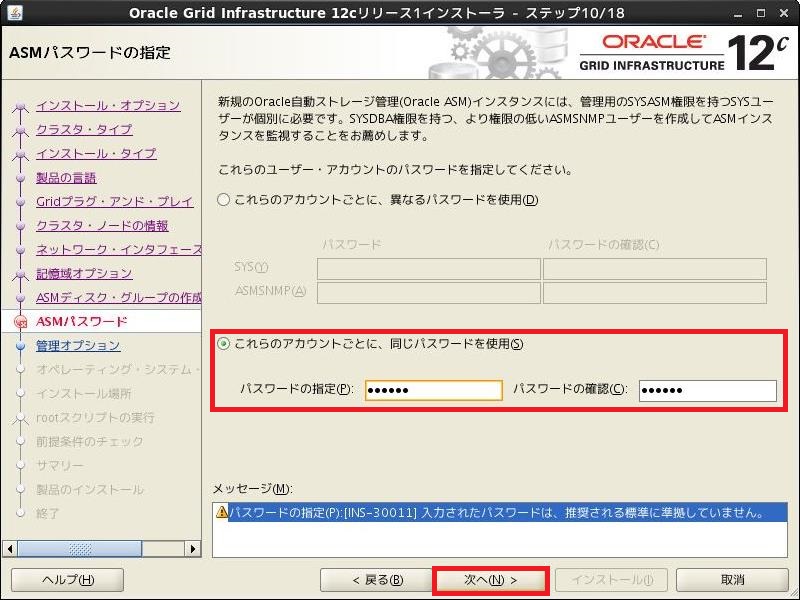 Oracle Grid Infrastructure 12cリリース1インストーラ - ステップ10/18
ASMパスワードの指定
ORACLE
GRID INFRASTRUCTURE 12c
インストール・オプション
クラスタ・タイプ
インストール・タイプ
製品の言語
Gridプラグ・アンド・プレイ
クラスタ・ノードの情報
ネットワーク・インタフェース
記憶域オプション
ASMディスク・グループの作成
ASMパスワード
管理オプション
オペレーティング・システム・
インストール場所
rootスクリプトの実行
前提条件のチェック
サマリー
製品のインストール
終了
新規のOracle自動ストレージ管理(Oracle ASM)インスタンスには、管理用のSYSASM権限を持つSYSユー
ザーが個別に必要です。SYSDBA権限を持つ、より権限の低いASMSNMPユーザーを作成してASMインス
タンスを監視することをお薦めします。
これらのユーザー・アカウントのパスワードを指定してください。
これらのアカウントごとに、異なるパスワードを使用(D)
パスワード パスワードの確認(C)
SYS(Y)
ASMSNMP(A)
これらのアカウントごとに、同じパスワードを使用(S)
パスワードの指定(P): ●●●●●● パスワードの確認(C): ●●●●●●
メッセージ(M):
パスワードの指定(P):[INS-30011] 入力されたパスワードは、推奨される標準に準拠していません。
ヘルプ(H) < 戻る(B) 次へ(N) > インストール(I) 取消